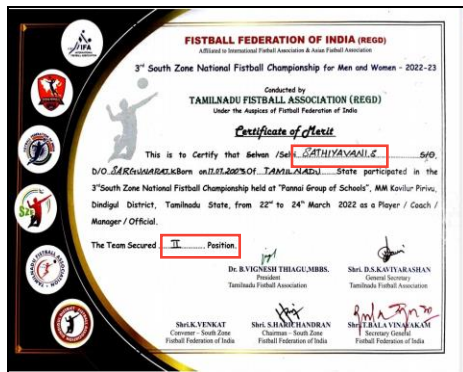 FISTBALL FEDERATION OF INDIA (REGD)
Affiliated to International Fistball Association & Asian Fistball Association
3rd South Zone National Fistball Championship for Men and Women - 2022-23
Conducted by
TAMILNADU FISTBALL ASSOCIATION (REGD)
Under the Auspices of Fistball Federation of India
Certificate of Merit
This is to Certify that Selvan /Selvi SATHIYAVANI.S S/O,
D/O SARGUNARAJ.K Born on 17.07.2003 Of TAMIL NADU State participated in the
3rd South Zone National Fistball Championship held at "Pannai Group of Schools", MM Kovilur Pirivu,
Dindigul District, Tamilnadu State, from 22nd to 24th March 2022 as a Player / Coach /
Manager / Official.
The Team Secured II Position.
Dr. B.VIGNESH THIAGU,MBBS. Shri. D.S.KAVIYARASHAN
President General Secretary
Tamilnadu Fistball Association Tamilnadu Fistball Association
Shri.K.VENKAT Shri. S.HARICHANDRAN Shri.T.BALA VINAYAKAM
Convener - South Zone Chairman - South Zone Secretary General
Fistball Federation of India Fistball Federation of India Fistball Federation of India
IFA